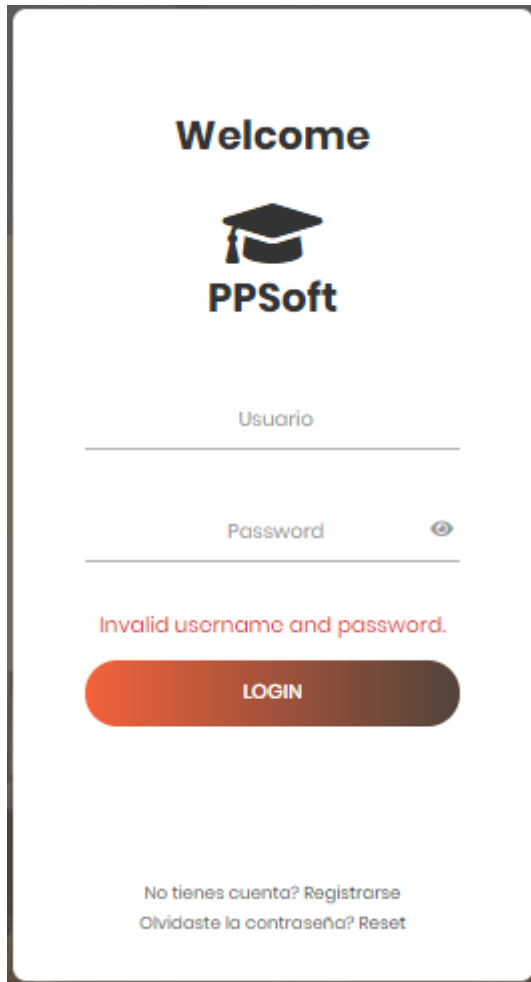 Welcome
PPSoft
Usuario
Password
Invalid username and password.
LOGIN
No tienes cuenta? Registrarse
Olvidaste la contraseña? Reset